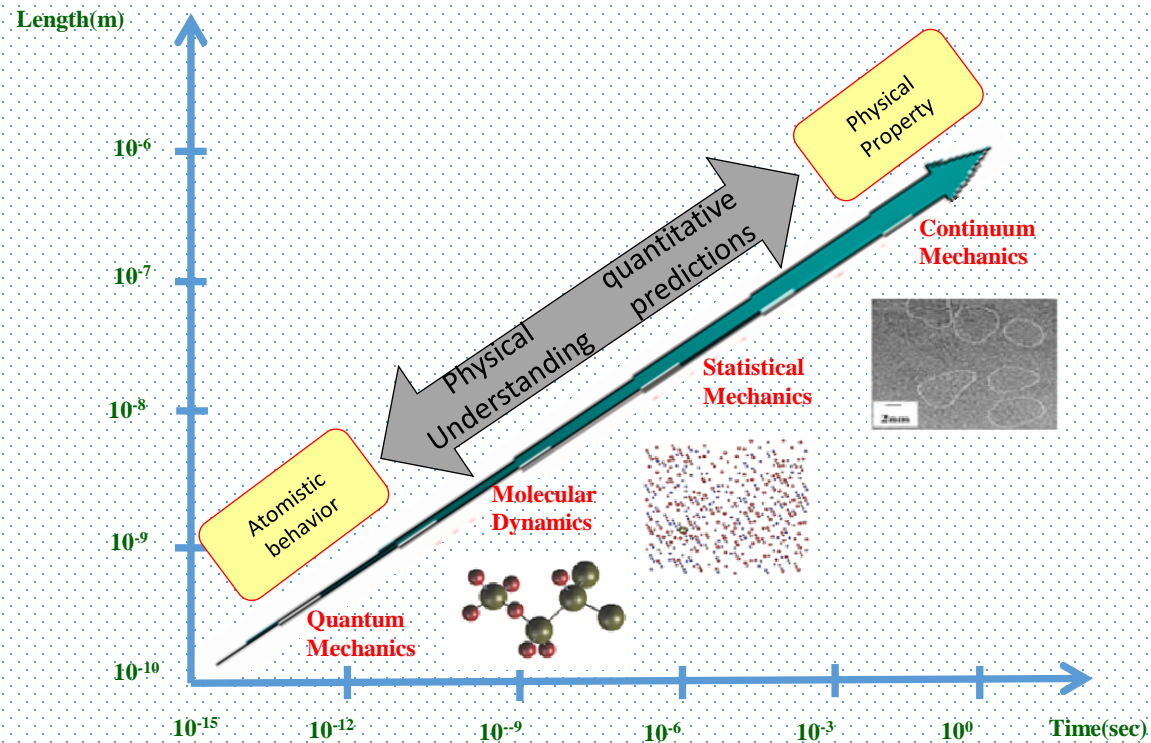 Length(m)
Physical
Property
10-6
quantitative
predictions
Continuum
Mechanics
10-7
Physical
Understanding
Statistical
Mechanics
10-8
2mm
Atomistic
behavior
Molecular
Dynamics
10-9
Quantum
Mechanics
10-10
10-15
10-12
10-9
10-6
10-3
100
Time(sec)